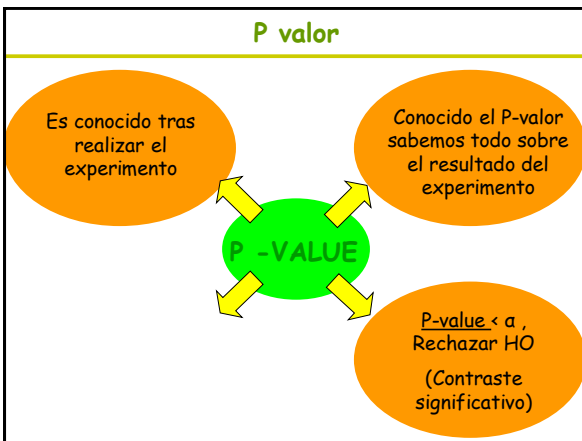 P valor
Es conocido tras
realizar el
experimento
Conocido el P-valor
sabemos todo sobre
el resultado del
experimento
P -VALUE
P-value < α ,
Rechazar HO
(Contraste
significativo)